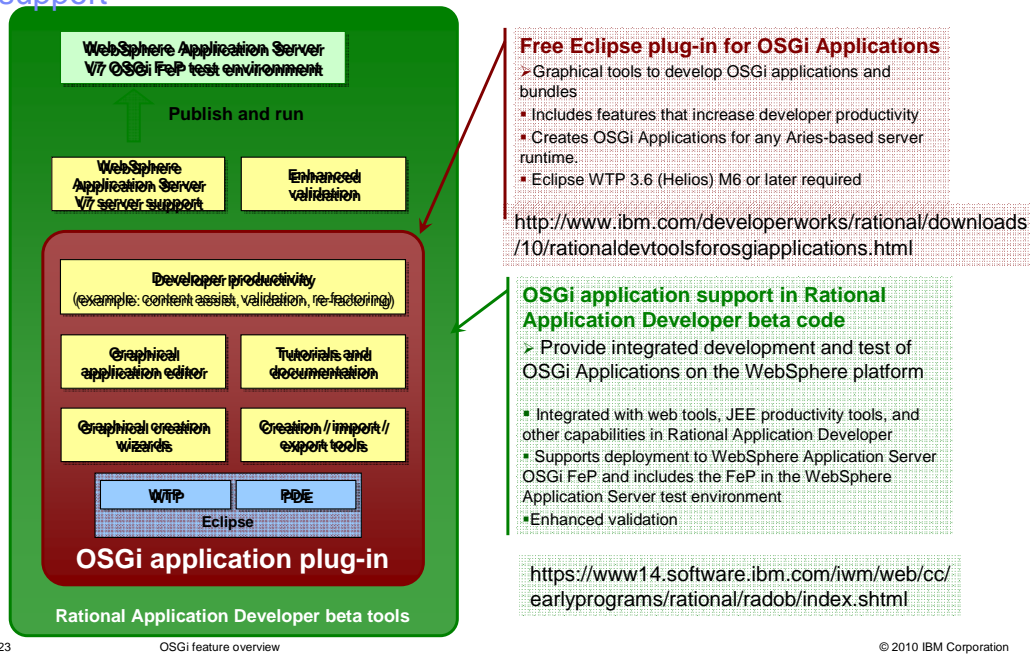 support
WebSphere Application Server
V7 OSGi FeP test environment
Publish and run
WebSphere
Application Server
V7 server support
Enhanced
validation
Developer productivity
(example: content assist, validation, re-factoring)
Graphical
application editor
Tutorials and
documentation
Graphical creation
wizards
Creation / import /
export tools
WTP
PDE
Eclipse
OSGi application plug-in
Rational Application Developer beta tools
Free Eclipse plug-in for OSGi Applications
➢Graphical tools to develop OSGi applications and
bundles
▪ Includes features that increase developer productivity
▪ Creates OSGi Applications for any Aries-based server
runtime.
▪ Eclipse WTP 3.6 (Helios) M6 or later required
http://www.ibm.com/developerworks/rational/downloads
/10/rationaldevtoolsforosgiapplications.html
OSGi application support in Rational
Application Developer beta code
➢ Provide integrated development and test of
OSGi Applications on the WebSphere platform
▪ Integrated with web tools, JEE productivity tools, and
other capabilities in Rational Application Developer
▪ Supports deployment to WebSphere Application Server
OSGi FeP and includes the FeP in the WebSphere
Application Server test environment
▪Enhanced validation
https://www14.software.ibm.com/iwm/web/cc/
earlyprograms/rational/radob/index.shtml
23
OSGi feature overview
© 2010 IBM Corporation